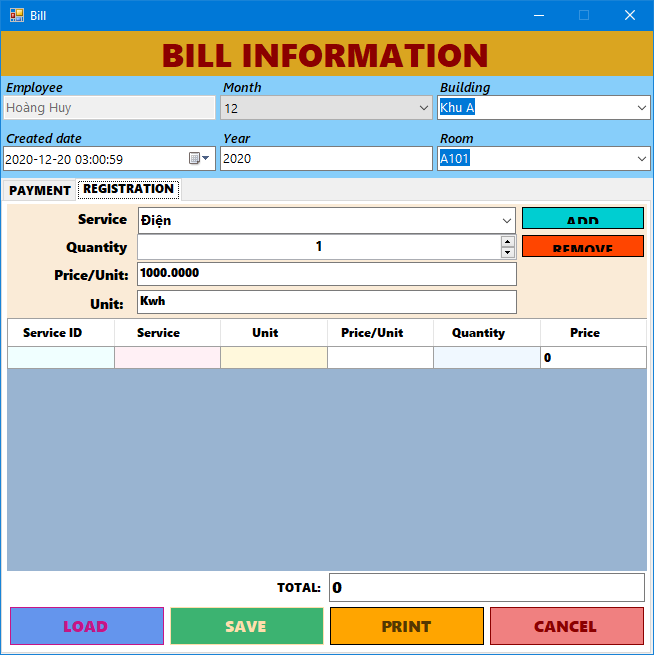 Bill
BILL INFORMATION
Employee Month Building
Hoàng Huy 12 Khu A
Created date Year Room
2020-12-20 03:00:59 2020 A101
PAYMENT REGISTRATION
Service Điện ADD
Quantity 1 REMOVE
Price/Unit: 1000.0000
Unit: Kwh
Service ID Service Unit Price/Unit Quantity Price
0
TOTAL: 0
LOAD SAVE PRINT CANCEL